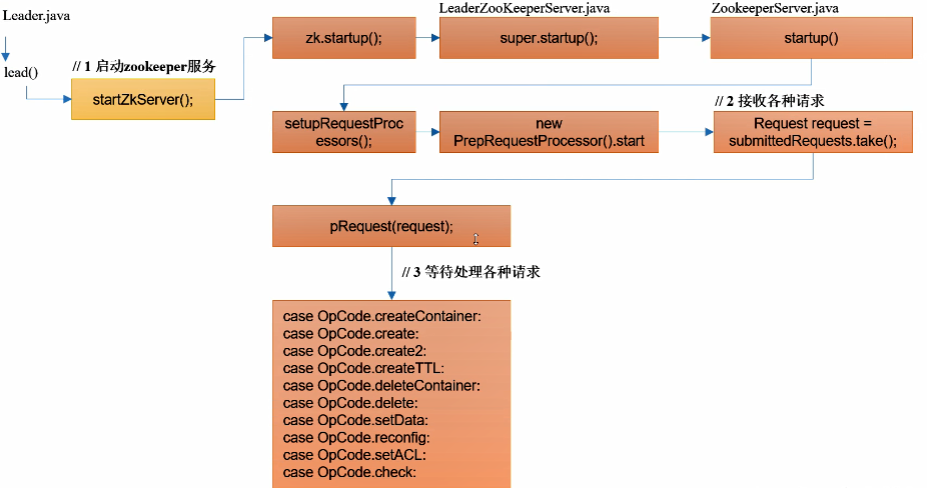 Leader.java
LeaderZooKeeperServer.java
ZookeeperServer.java
zk.startup();
super.startup();
startup()
lead()
// 1 启动zookeeper服务
startZkServer();
// 2 接收各种请求
setupRequestProc
essors();
new
PrepRequestProcessor().start
Request request =
submittedRequests.take();
pRequest(request);
// 3 等待处理各种请求
case OpCode.createContainer:
case OpCode.create:
case OpCode.create2:
case OpCode.createTTL:
case OpCode.deleteContainer:
case OpCode.delete:
case OpCode.setData:
case OpCode.reconfig:
case OpCode.setACL:
case OpCode.check: